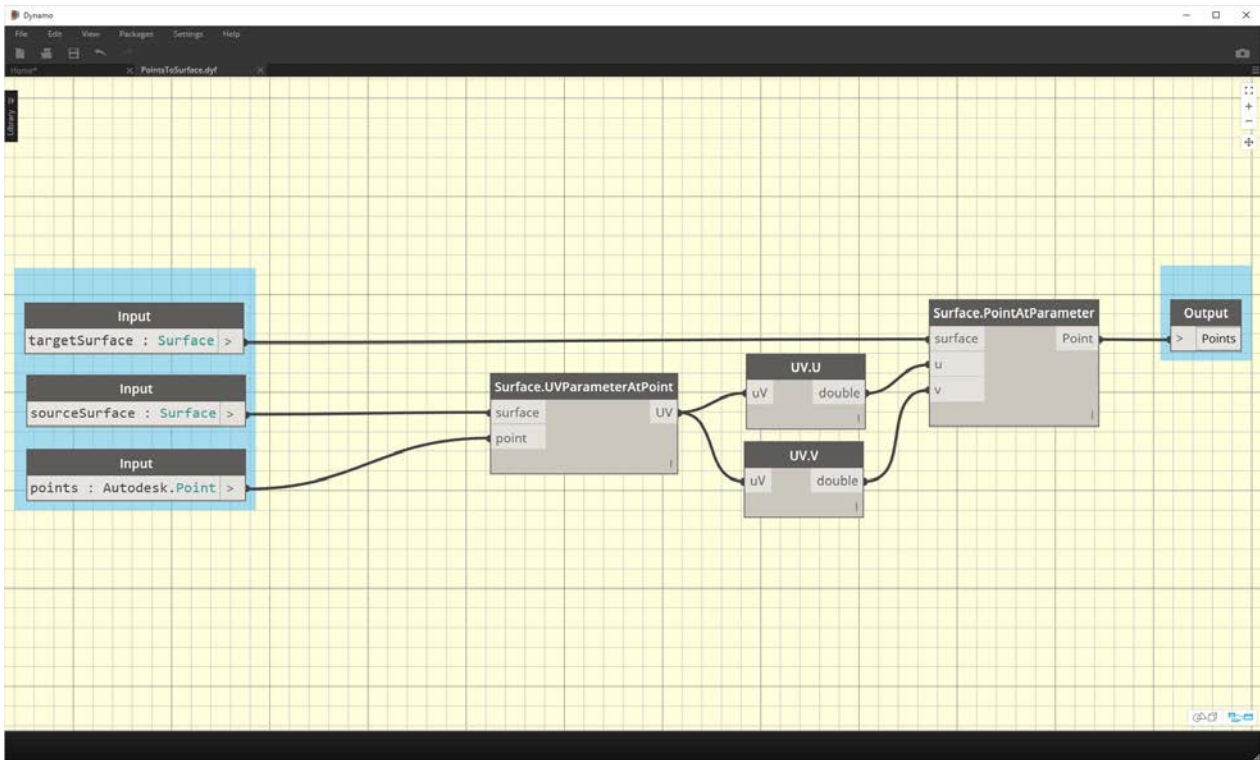 Dynamo
File Edit View Packages Settings Help
Home* PointsToSurface.dyf
Library
Input
targetSurface : Surface >
Input
sourceSurface : Surface >
Input
points : Autodesk.Point >
Surface.UVParameterAtPoint
surface UV
point
UV.U
uV double
UV.V
uV double
Surface.PointAtParameter
surface Point
u
v
Output
> Points